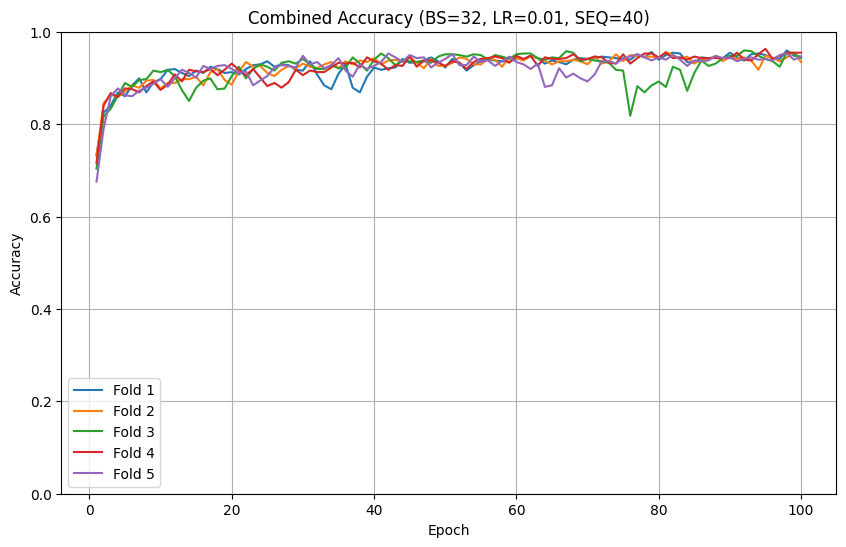 Combined Accuracy (BS=32, LR=0.01, SEQ=40)
1.0
0.8
0.6
0.4
0.2
0.0
Accuracy
Fold 1
Fold 2
Fold 3
Fold 4
Fold 5
0 20 40 60 80 100
Epoch